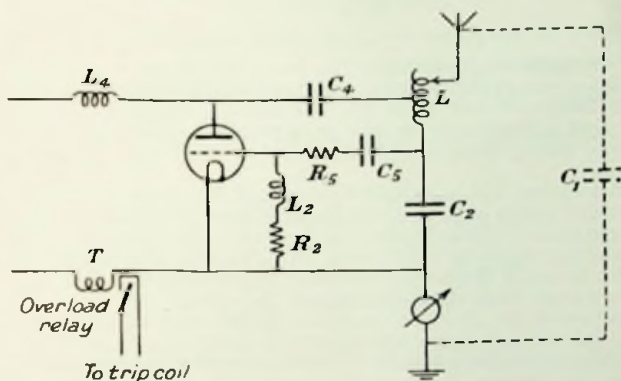 L₄
C₄
L
R₅
C₅
L₂
C₂
C₁
R₂
T
Overload
relay
To trip coil